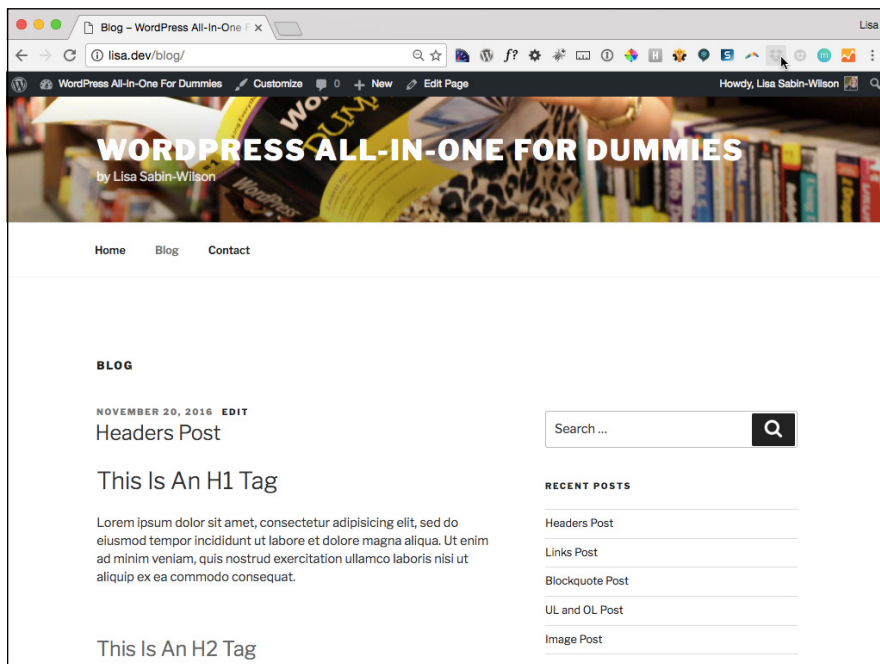 Blog – WordPress All-In-One F
Lisa
lisa.dev/blog/
f?
H
S
m
WordPress All-In-One For Dummies Customize 0 New Edit Page Howdy, Lisa Sabin-Wilson
WORDPRESS ALL-IN-ONE FOR DUMMIES
by Lisa Sabin-Wilson
WordPress
Home Blog Contact
BLOG
NOVEMBER 20, 2016 EDIT
Headers Post
This Is An H1 Tag
Lorem ipsum dolor sit amet, consectetur adipisicing elit, sed do
eiusmod tempor incididunt ut labore et dolore magna aliqua. Ut enim
ad minim veniam, quis nostrud exercitation ullamco laboris nisi ut
aliquip ex ea commodo consequat.
This Is An H2 Tag
Search ...
RECENT POSTS
Headers Post
Links Post
Blockquote Post
UL and OL Post
Image Post